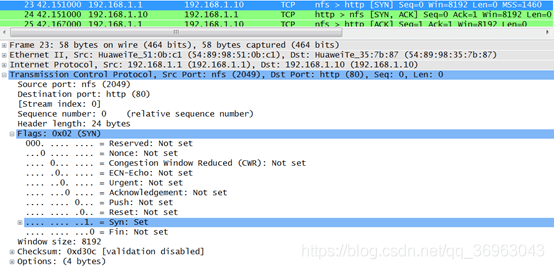 23 42.151000 192.168.1.1 192.168.1.10 TCP nfs > http [SYN] Seq=0 Win=8192 Len=0 MSS=1460
24 42.151000 192.168.1.10 192.168.1.1 TCP http > nfs [SYN, ACK] Seq=0 Ack=1 Win=8192 Len=0
25 42.167000 192.168.1.1 192.168.1.10 TCP nfs > http [ACK] Seq=1 Ack=1 Win=8192 Len=0
Frame 23: 58 bytes on wire (464 bits), 58 bytes captured (464 bits)
Ethernet II, Src: HuaweiTe_51:0b:c1 (54:89:98:51:0b:c1), Dst: HuaweiTe_35:7b:87 (54:89:98:35:7b:87)
Internet Protocol, Src: 192.168.1.1 (192.168.1.1), Dst: 192.168.1.10 (192.168.1.10)
Transmission Control Protocol, Src Port: nfs (2049), Dst Port: http (80), Seq: 0, Len: 0
Source port: nfs (2049)
Destination port: http (80)
[Stream index: 0]
Sequence number: 0 (relative sequence number)
Header length: 24 bytes
Flags: 0x02 (SYN)
000. .... .... = Reserved: Not set
...0 .... .... = Nonce: Not set
.... 0... .... = Congestion Window Reduced (CWR): Not set
.... .0.. .... = ECN-Echo: Not set
.... ..0. .... = Urgent: Not set
.... ...0 .... = Acknowledgement: Not set
.... .... 0... = Push: Not set
.... .... .0.. = Reset: Not set
.... .... ..1. = Syn: Set
.... .... ...0 = Fin: Not set
Window size: 8192
Checksum: 0xd30c [validation disabled]
Options: (4 bytes)
https://blog.csdn.net/qq_36963043